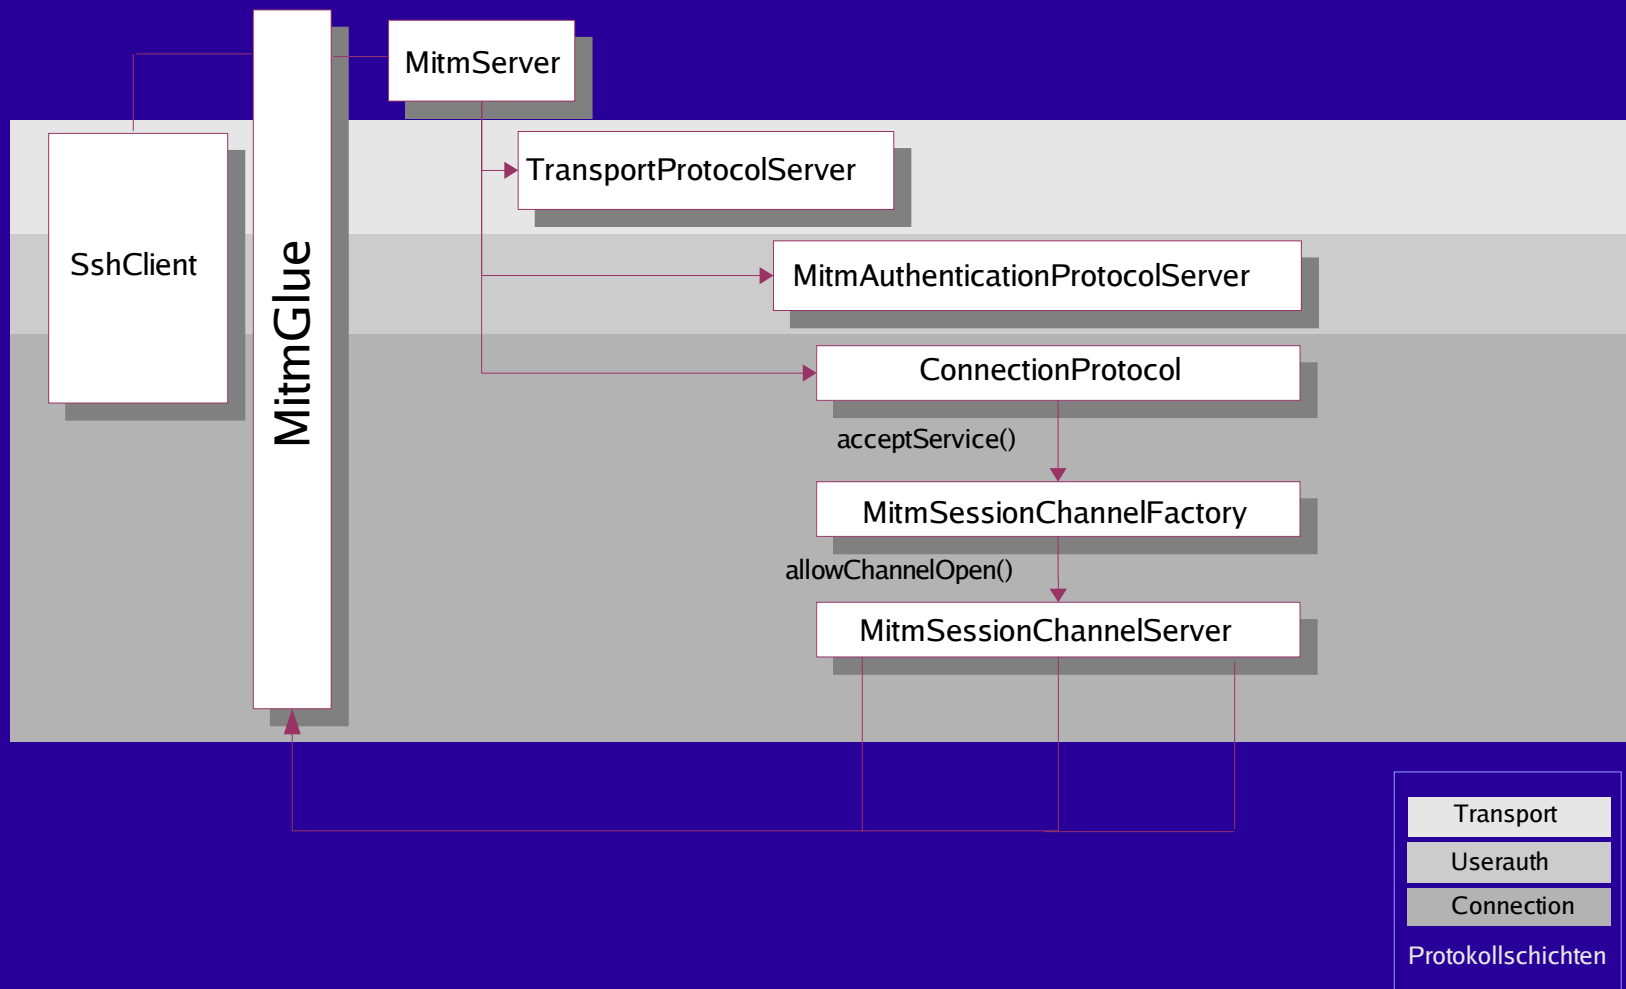 MitmServer
TransportProtocolServer
SshClient
MitmGlue
MitmAuthenticationProtocolServer
ConnectionProtocol
acceptService()
MitmSessionChannelFactory
allowChannelOpen()
MitmSessionChannelServer
Transport
Userauth
Connection
Protokollschichten